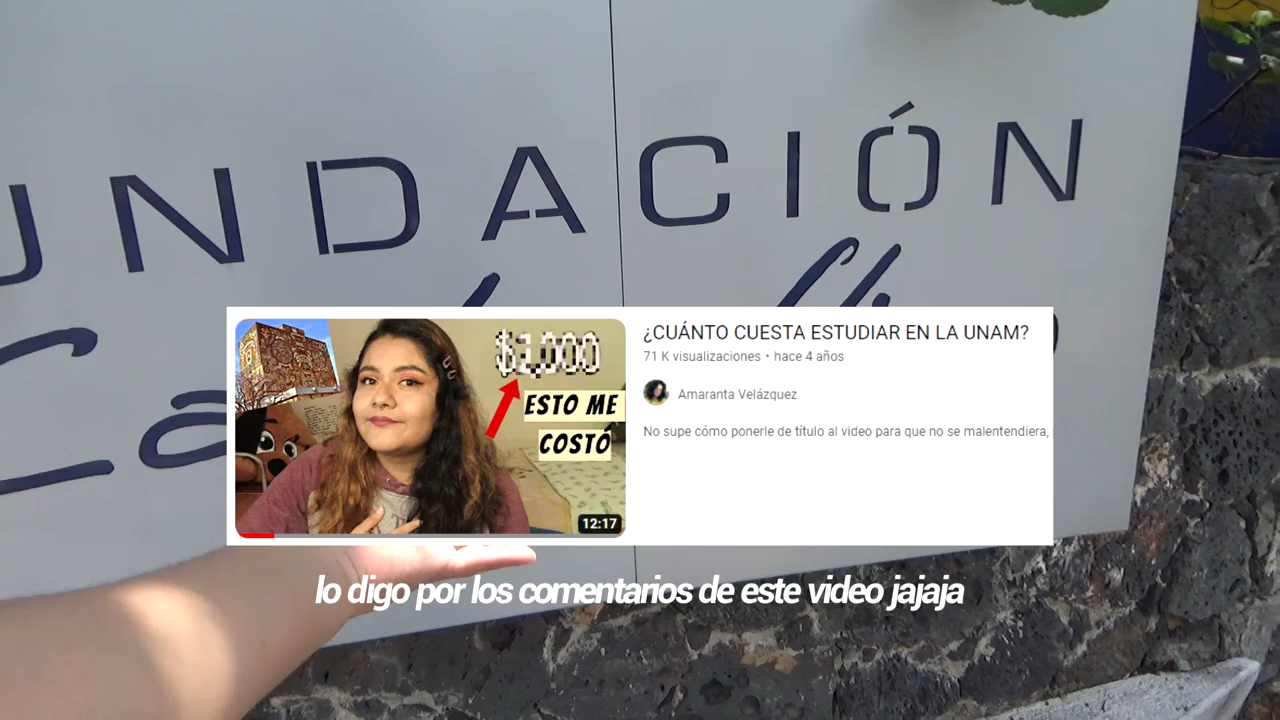 UNDACIÓN
¿CUÁNTO CUESTA ESTUDIAR EN LA UNAM?
71 K visualizaciones • hace 4 años
Amaranta Velázquez
No supe cómo ponerle de título al video para que no se malentendiera,
$1,000
ESTO ME
COSTÓ
12:17
lo digo por los comentarios de este video jajaja